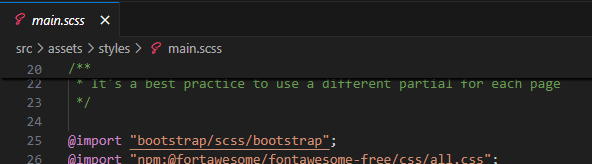 main.scss ×
src > assets > styles > main.scss
20 /**
22 * It's a best practice to use a different partial for each page
23 */
24
25 @import "bootstrap/scss/bootstrap";
26 @import "npm:@fortawesome/fontawesome-free/css/all.css";